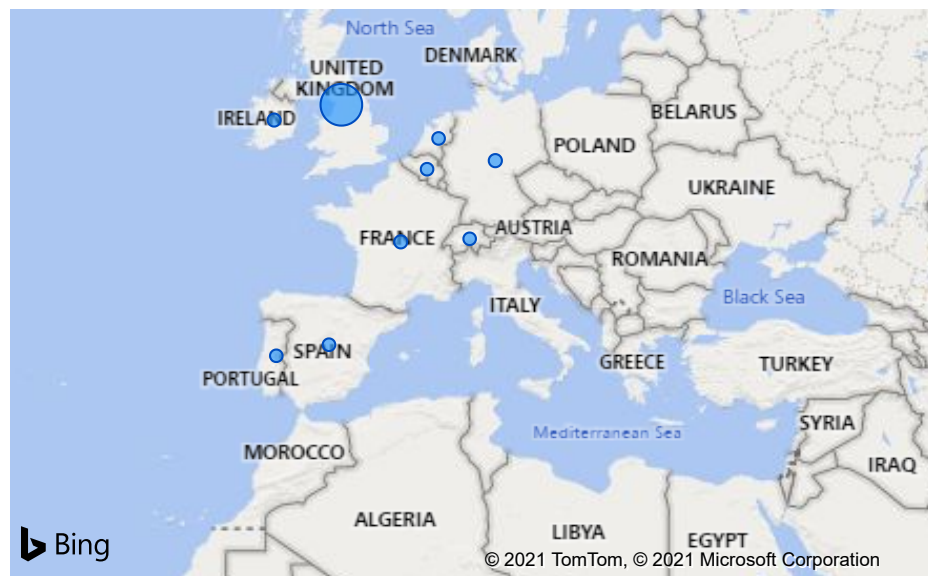 North Sea
DENMARK
UNITED
KINGDOM
IRELAND
BELARUS
POLAND
UKRAINE
AUSTRIA
FRANCE
ROMANIA
Black Sea
ITALY
SPAIN
GREECE
TURKEY
PORTUGAL
SYRIA
Mediterranean Sea
MOROCCO
IRAQ
ALGERIA
LIBYA
EGYPT
Bing
© 2021 TomTom, © 2021 Microsoft Corporation